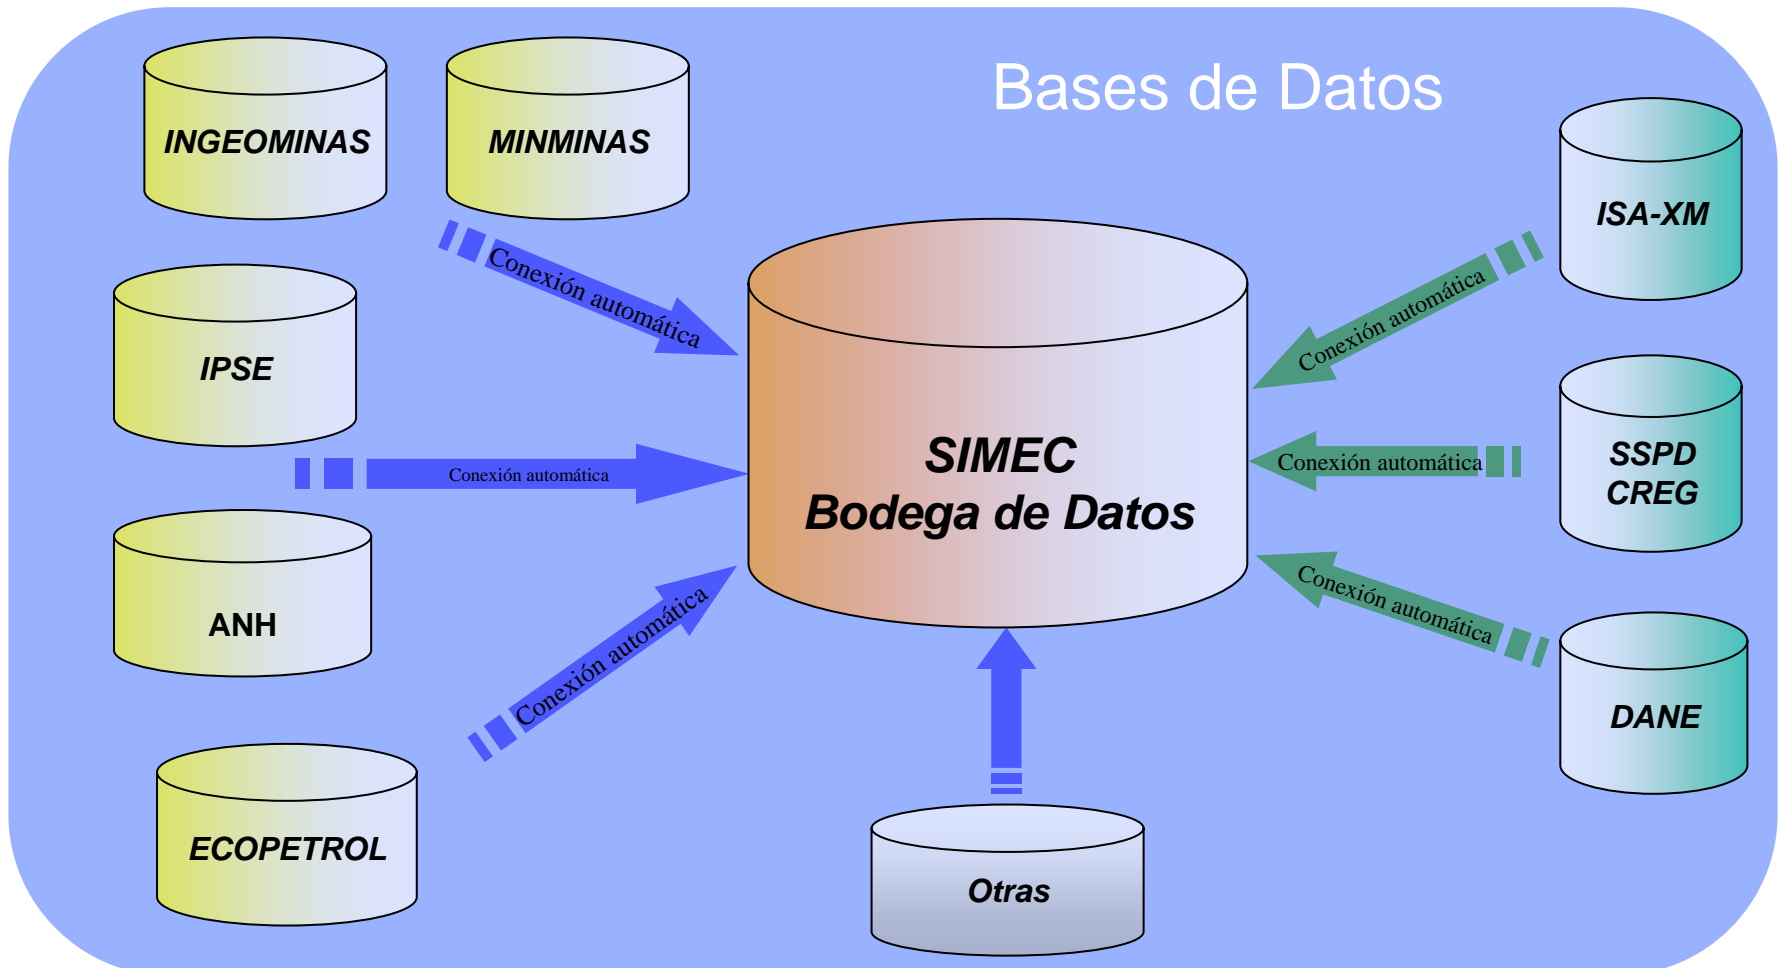 Bases de Datos
INGEOMINAS
MINMINAS
ISA-XM
Conexión automática
Conexión automática
IPSE
SIMEC
Bodega de Datos
Conexión automática
Conexión automática
SSPD
CREG
ANH
Conexión automática
Conexión automática
DANE
ECOPETROL
Otras